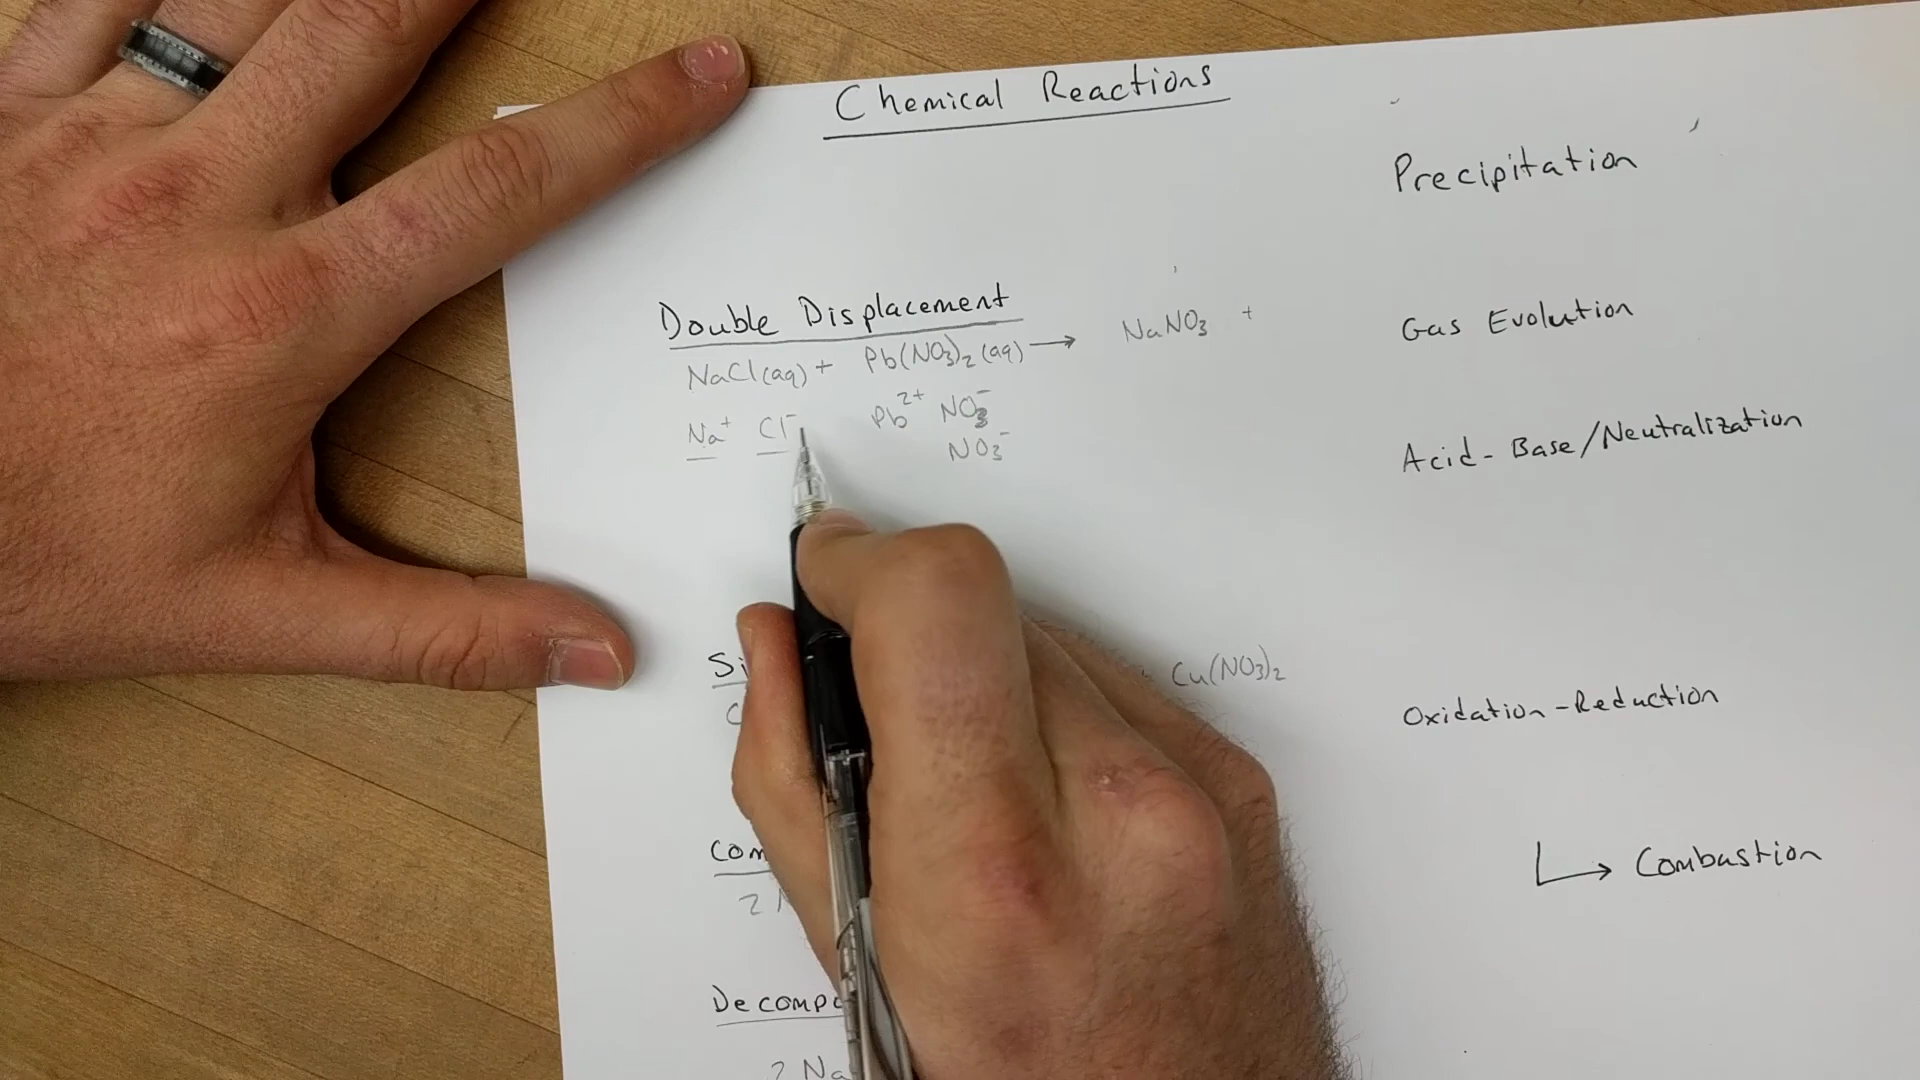 Chemical Reactions
Precipitation
Double Displacement
NaCl(aq) + Pb(NO3)2(aq) → NaNO3 +
Na+ Cl- Pb2+ NO3-
NO3-
Gas Evolution
Acid-Base/Neutralization
Cu(NO3)2
Oxidation-Reduction
→ Combustion